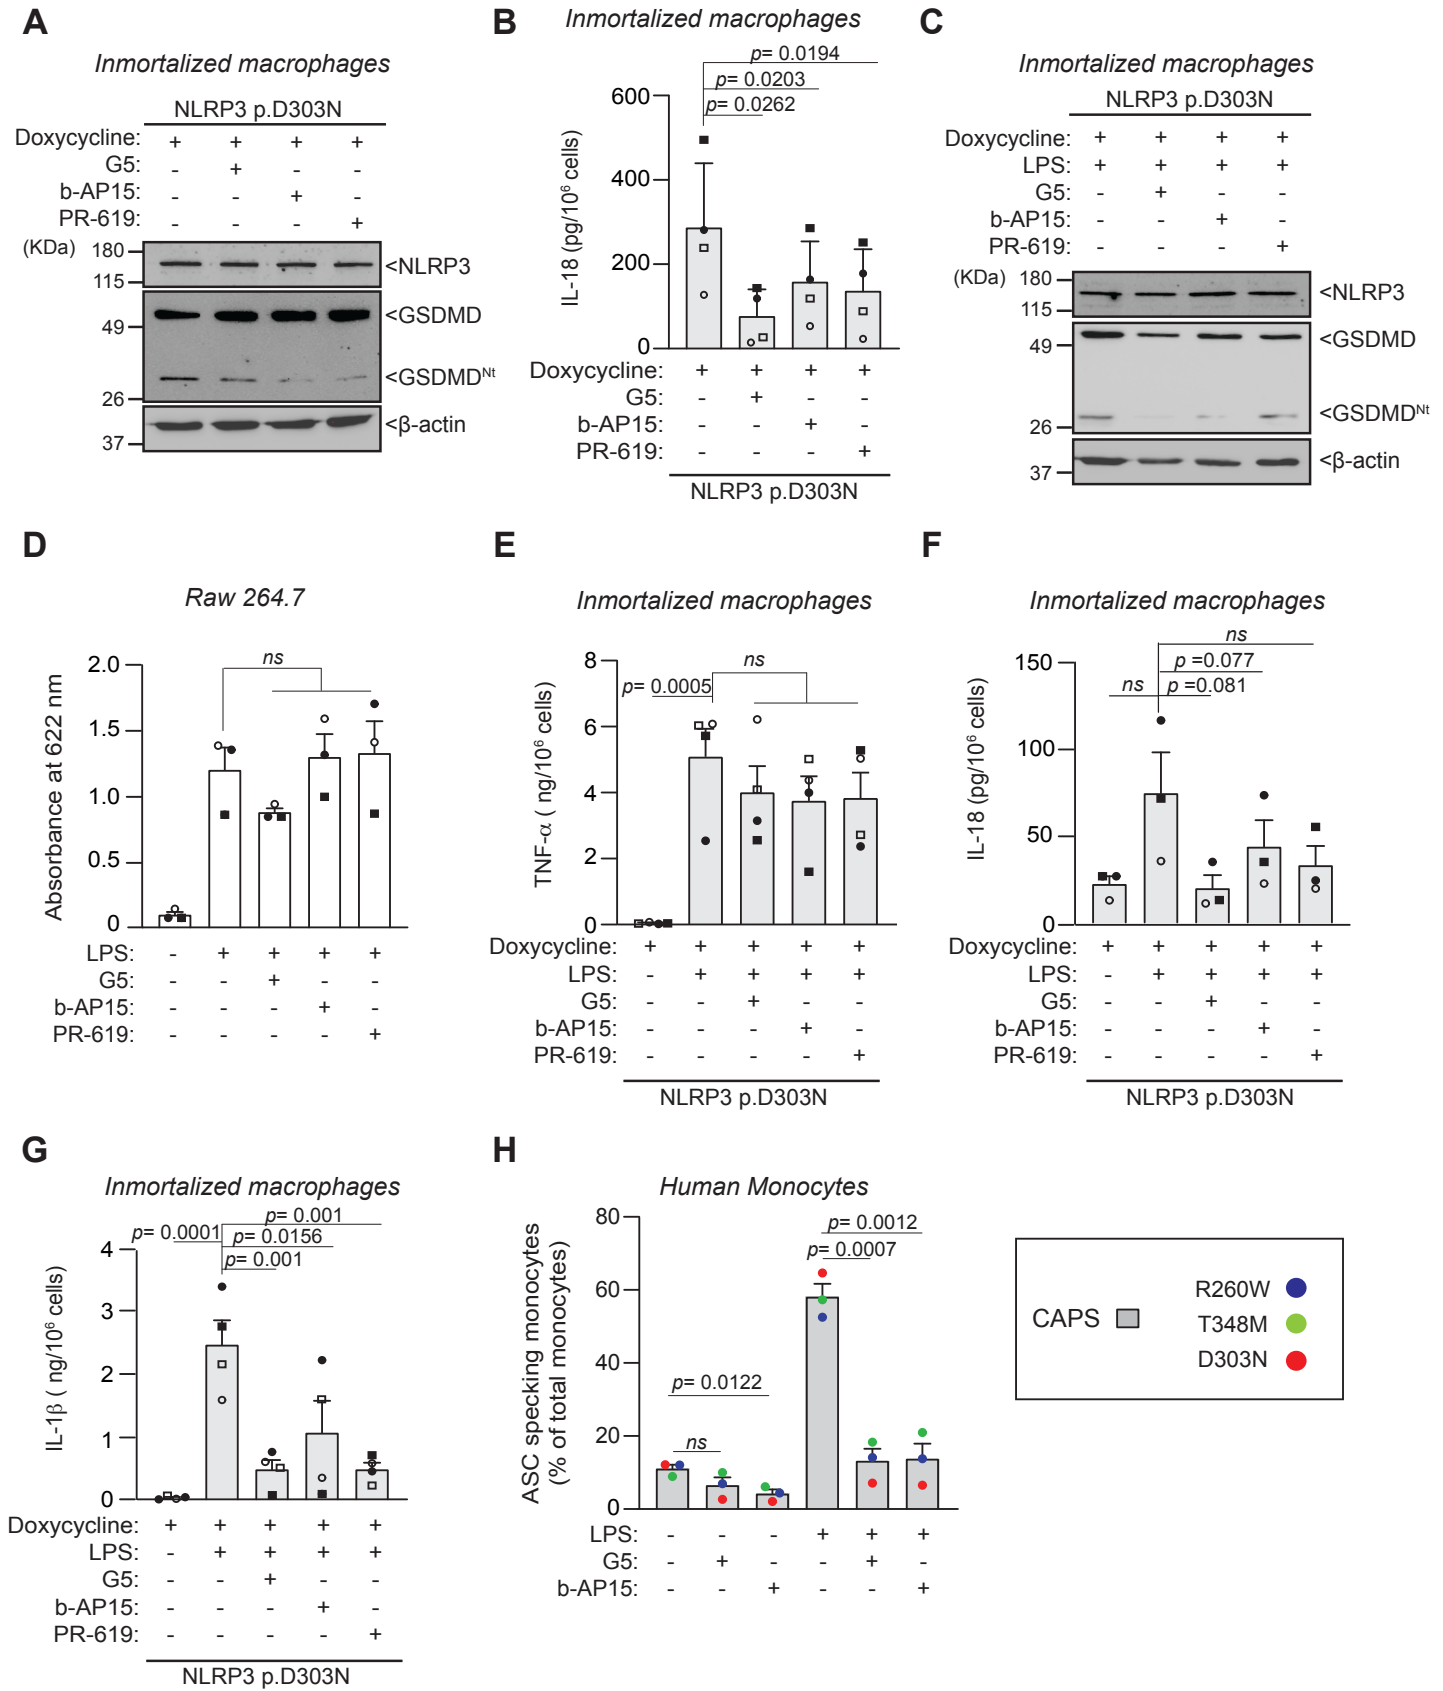 A
Inmortalized macrophages
NLRP3 p.D303N
Doxycycline: + + + +
G5: - + - -
b-AP15: - - + -
PR-619: - - - +
(KDa)
180
115
<NLRP3
<GSDMD
49
<GSDMDNt
26
<β-actin
37
B
Inmortalized macrophages
p= 0.0194
p= 0.0203
p= 0.0262
IL-18 (pg/10⁶ cells)
600
400
200
0
Doxycycline: + + + +
G5: - + - -
b-AP15: - - + -
PR-619: - - - +
NLRP3 p.D303N
C
Inmortalized macrophages
NLRP3 p.D303N
Doxycycline: + + + +
LPS: + + + +
G5: - + - -
b-AP15: - - + -
PR-619: - - - +
(KDa)
180
115
<NLRP3
49
<GSDMD
<GSDMDNt
26
<β-actin
37
D
Raw 264.7
ns
Absorbance at 622 nm
2.0
1.5
1.0
0.5
0
LPS: - + + + +
G5: - - + - -
b-AP15: - - - + -
PR-619: - - - - +
E
Inmortalized macrophages
ns
p= 0.0005
TNF-α ( ng/10⁶ cells)
8
6
4
2
0
Doxycycline: + + + + +
LPS: - + + + +
G5: - - + - -
b-AP15: - - - + -
PR-619: - - - - +
NLRP3 p.D303N
F
Inmortalized macrophages
ns
p =0.077
ns p =0.081
IL-18 (pg/10⁶ cells)
150
100
50
0
Doxycycline: + + + + +
LPS: - + + + +
G5: - - + - -
b-AP15: - - - + -
PR-619: - - - - +
NLRP3 p.D303N
G
Inmortalized macrophages
p= 0.001
p= 0.0001
p= 0.0156
p= 0.001
IL-1β ( ng/10⁶ cells)
4
3
2
1
0
Doxycycline: + + + + +
LPS: - + + + +
G5: - - + - -
b-AP15: - - - + -
PR-619: - - - - +
NLRP3 p.D303N
H
Human Monocytes
p= 0.0012
p= 0.0007
p= 0.0122
ns
ASC specking monocytes
(% of total monocytes)
80
60
40
20
0
LPS: - - - + + +
G5: - + - - + -
b-AP15: - - + - - +
CAPS
R260W
T348M
D303N